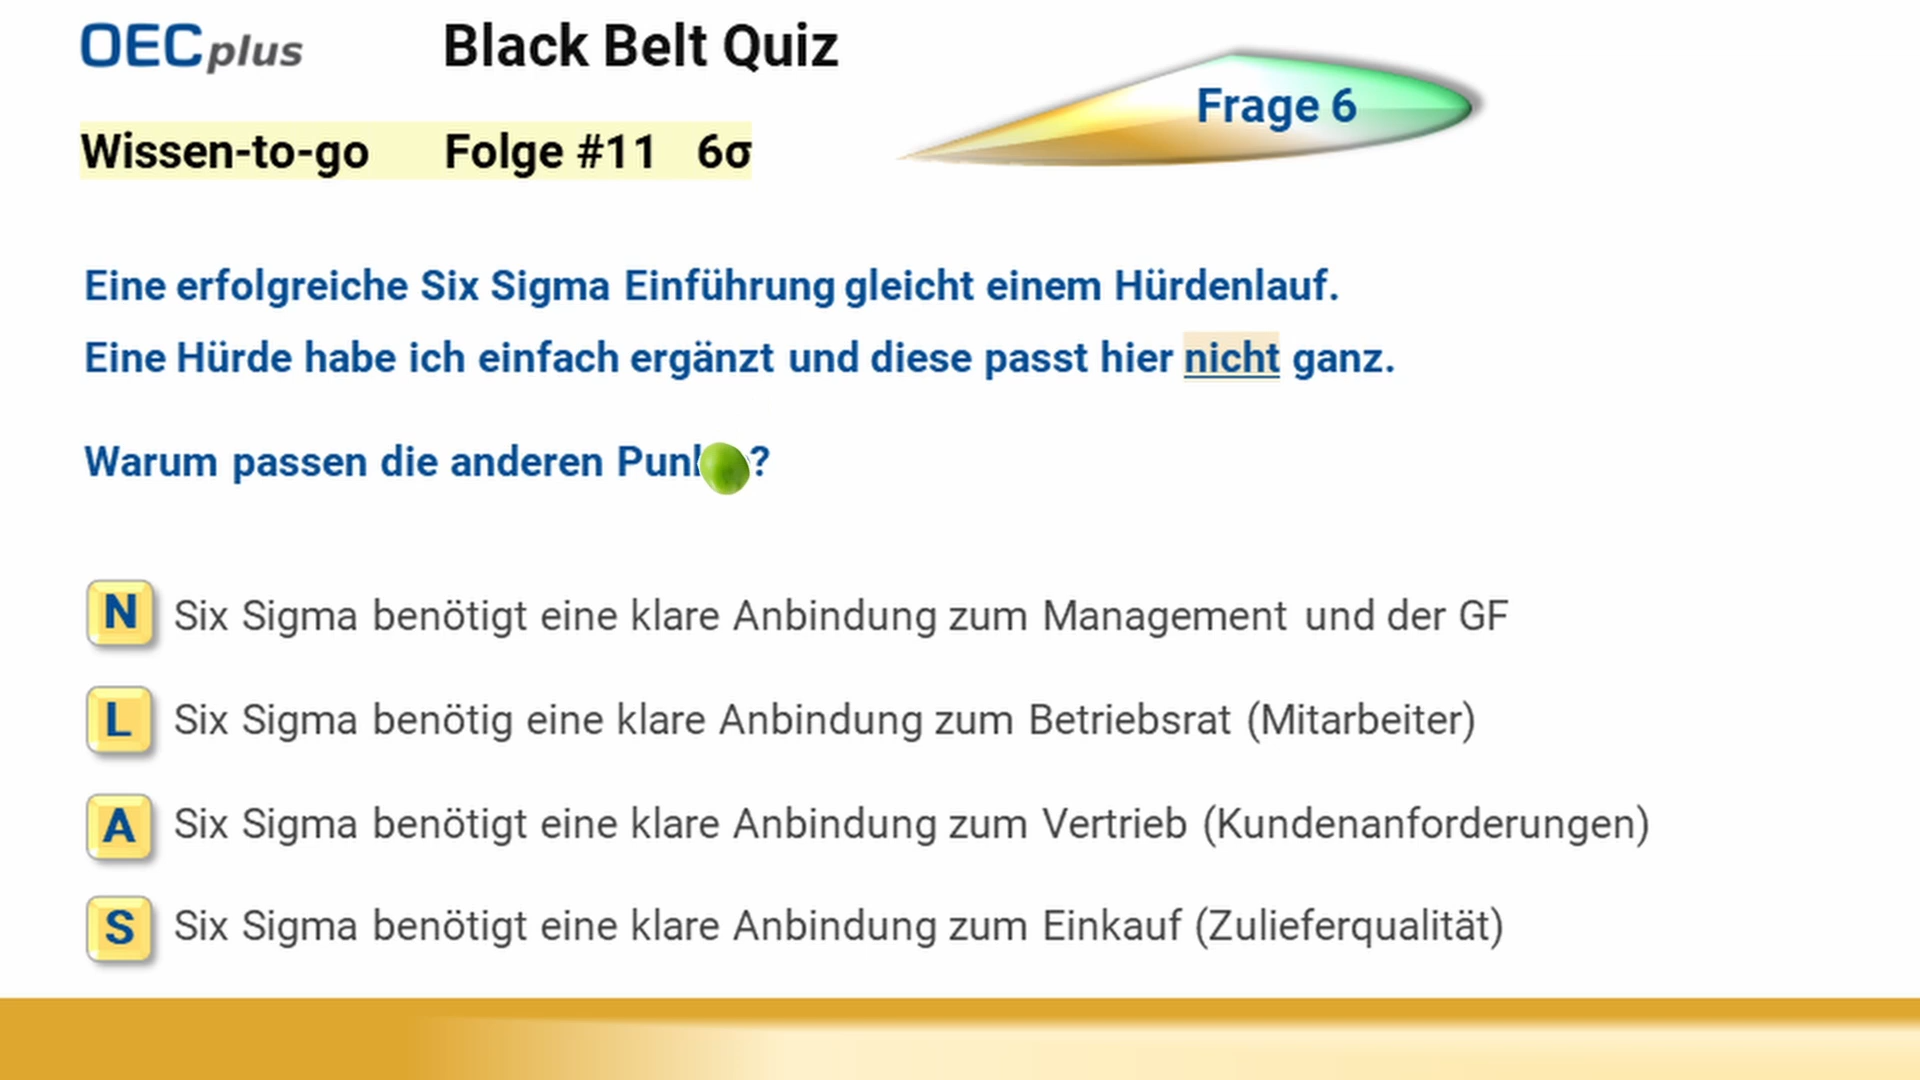 OECplus Black Belt Quiz
Frage 6
Wissen-to-go Folge #11 6σ
Eine erfolgreiche Six Sigma Einführung gleicht einem Hürdenlauf.
Eine Hürde habe ich einfach ergänzt und diese passt hier nicht ganz.
Warum passen die anderen ?
N Six Sigma benötigt eine klare Anbindung zum Management und der GF
L Six Sigma benötig eine klare Anbindung zum Betriebsrat (Mitarbeiter)
A Six Sigma benötigt eine klare Anbindung zum Vertrieb (Kundenanforderungen)
S Six Sigma benötigt eine klare Anbindung zum Einkauf (Zulieferqualität)